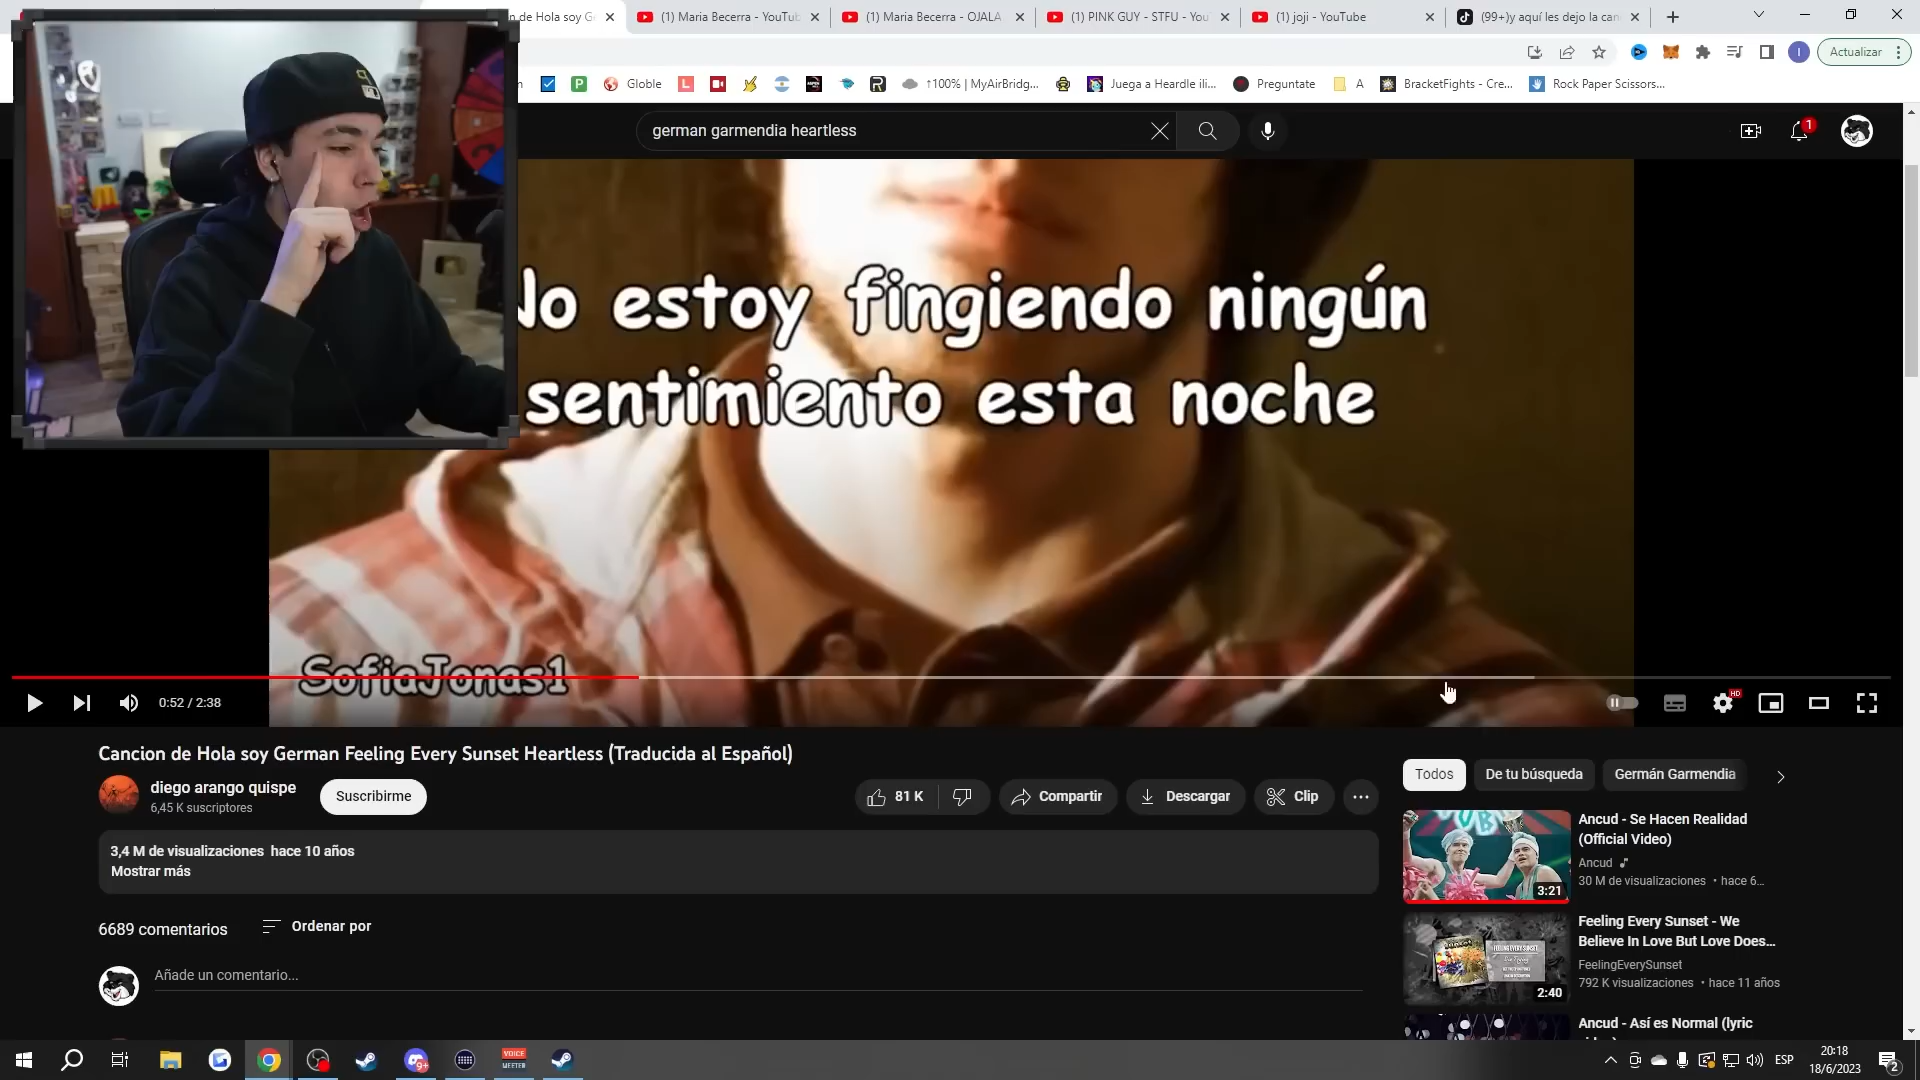 n de Hola soy Ge
(1) Maria Becerra - YouTub
(1) Maria Becerra - OJALA
(1) PINK GUY - STFU - You
(1) joji - YouTube
(99+)y aquí les dejo la can
Actualizar
Globle
↑100% | MyAirBridg...
Juega a Heardle ili...
Preguntate
A
BracketFights - Cre...
Rock Paper Scissors...
german garmendia heartless
1
No estoy fingiendo ningún
sentimiento esta noche
SofiaJonas1
0:52 / 2:38
HD
Cancion de Hola soy German Feeling Every Sunset Heartless (Traducida al Español)
diego arango quispe
6,45 K suscriptores
Suscribirme
81 K
Compartir
Descargar
Clip
3,4 M de visualizaciones hace 10 años
Mostrar más
6689 comentarios
Ordenar por
Añade un comentario...
Todos
De tu búsqueda
Germán Garmendia
Ancud - Se Hacen Realidad
(Official Video)
Ancud
30 M de visualizaciones • hace 6...
3:21
Feeling Every Sunset - We
Believe In Love But Love Does...
FeelingEverySunset
792 K visualizaciones • hace 11 años
2:40
Ancud - Así es Normal (lyric
9+
VOICE
MEETER
ESP
20:18
18/6/2023
2